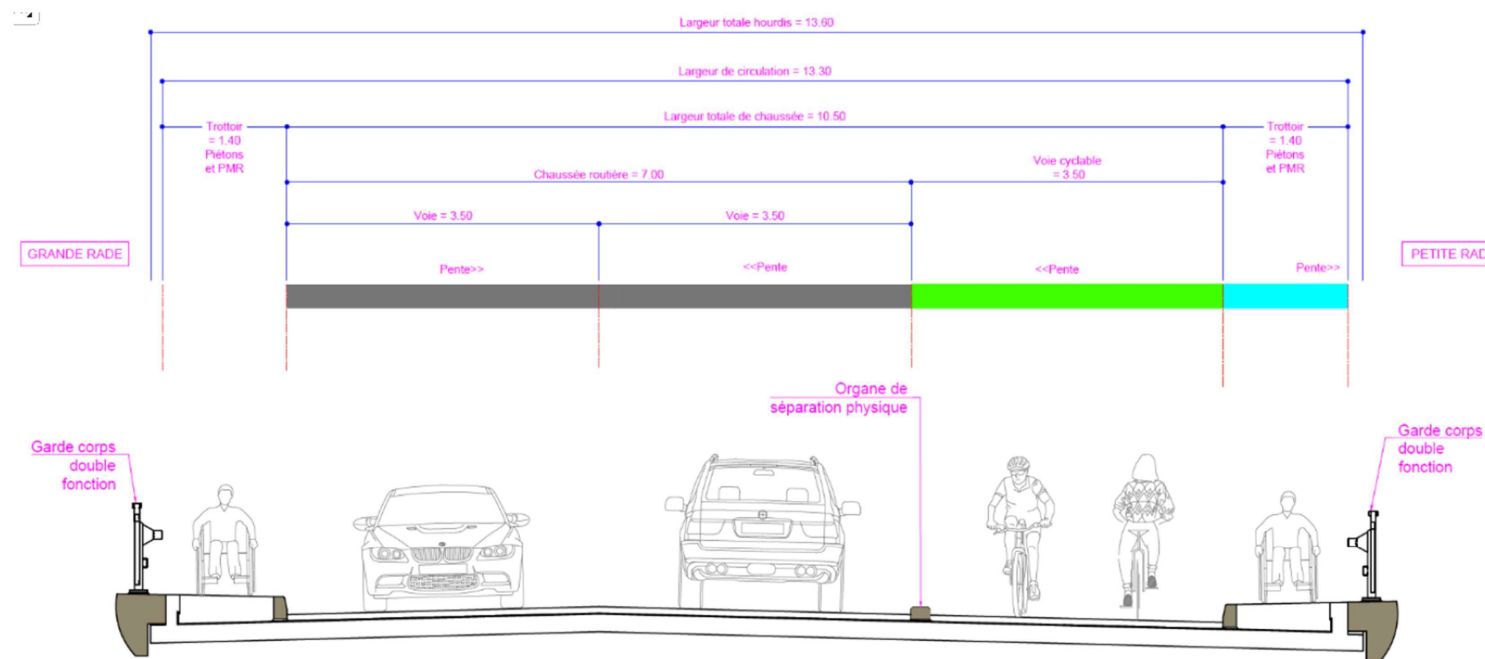 Largeur totale hourdis = 13.60
Largeur de circulation = 13.30
Largeur totale de chaussée = 10.50
Trottoir
= 1.40
Piétons
et PMR
Trottoir
= 1.40
Piétons
et PMR
Chaussée routière = 7.00
Voie cyclable
= 3.50
Voie = 3.50
Voie = 3.50
GRANDE RADE
PETITE RAD
Pente>>
<<Pente
<<Pente
Pente>>
Organe de
séparation physique
Garde corps
double
fonction
Garde corps
double
fonction